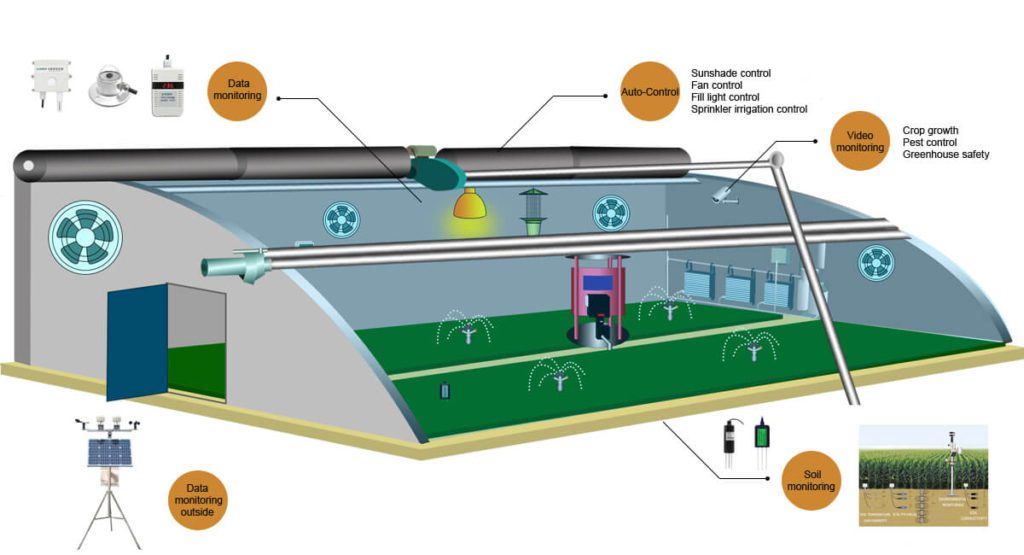 Data
monitoring
Auto-Control
Sunshade control
Fan control
Fill light control
Sprinkler irrigation control
Video
monitoring
Crop growth
Pest control
Greenhouse safety
Data
monitoring
outside
Soil
monitoring